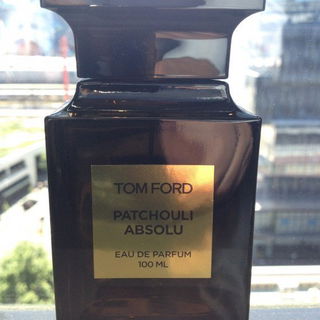 TOM FORD
PATCHOULI
ABSOLU
EAU DE PARFUM
100 ML